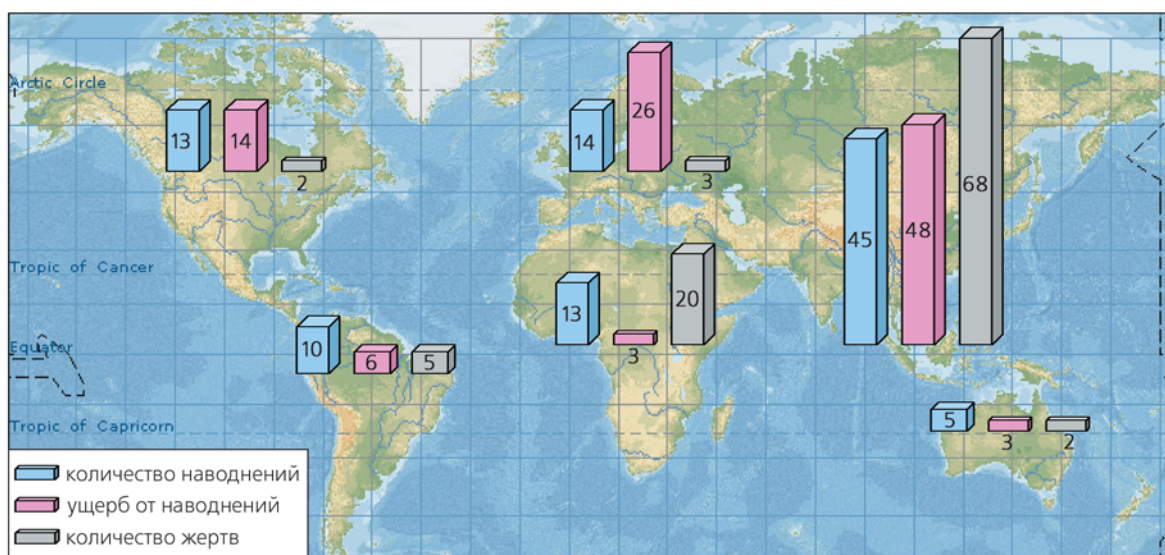 Arctic Circle
13
14
2
14
26
3
45
48
68
Tropic of Cancer
13
3
20
Equator
10
6
5
Tropic of Capricorn
5
3
2
количество наводнений
ущерб от наводнений
количество жертв